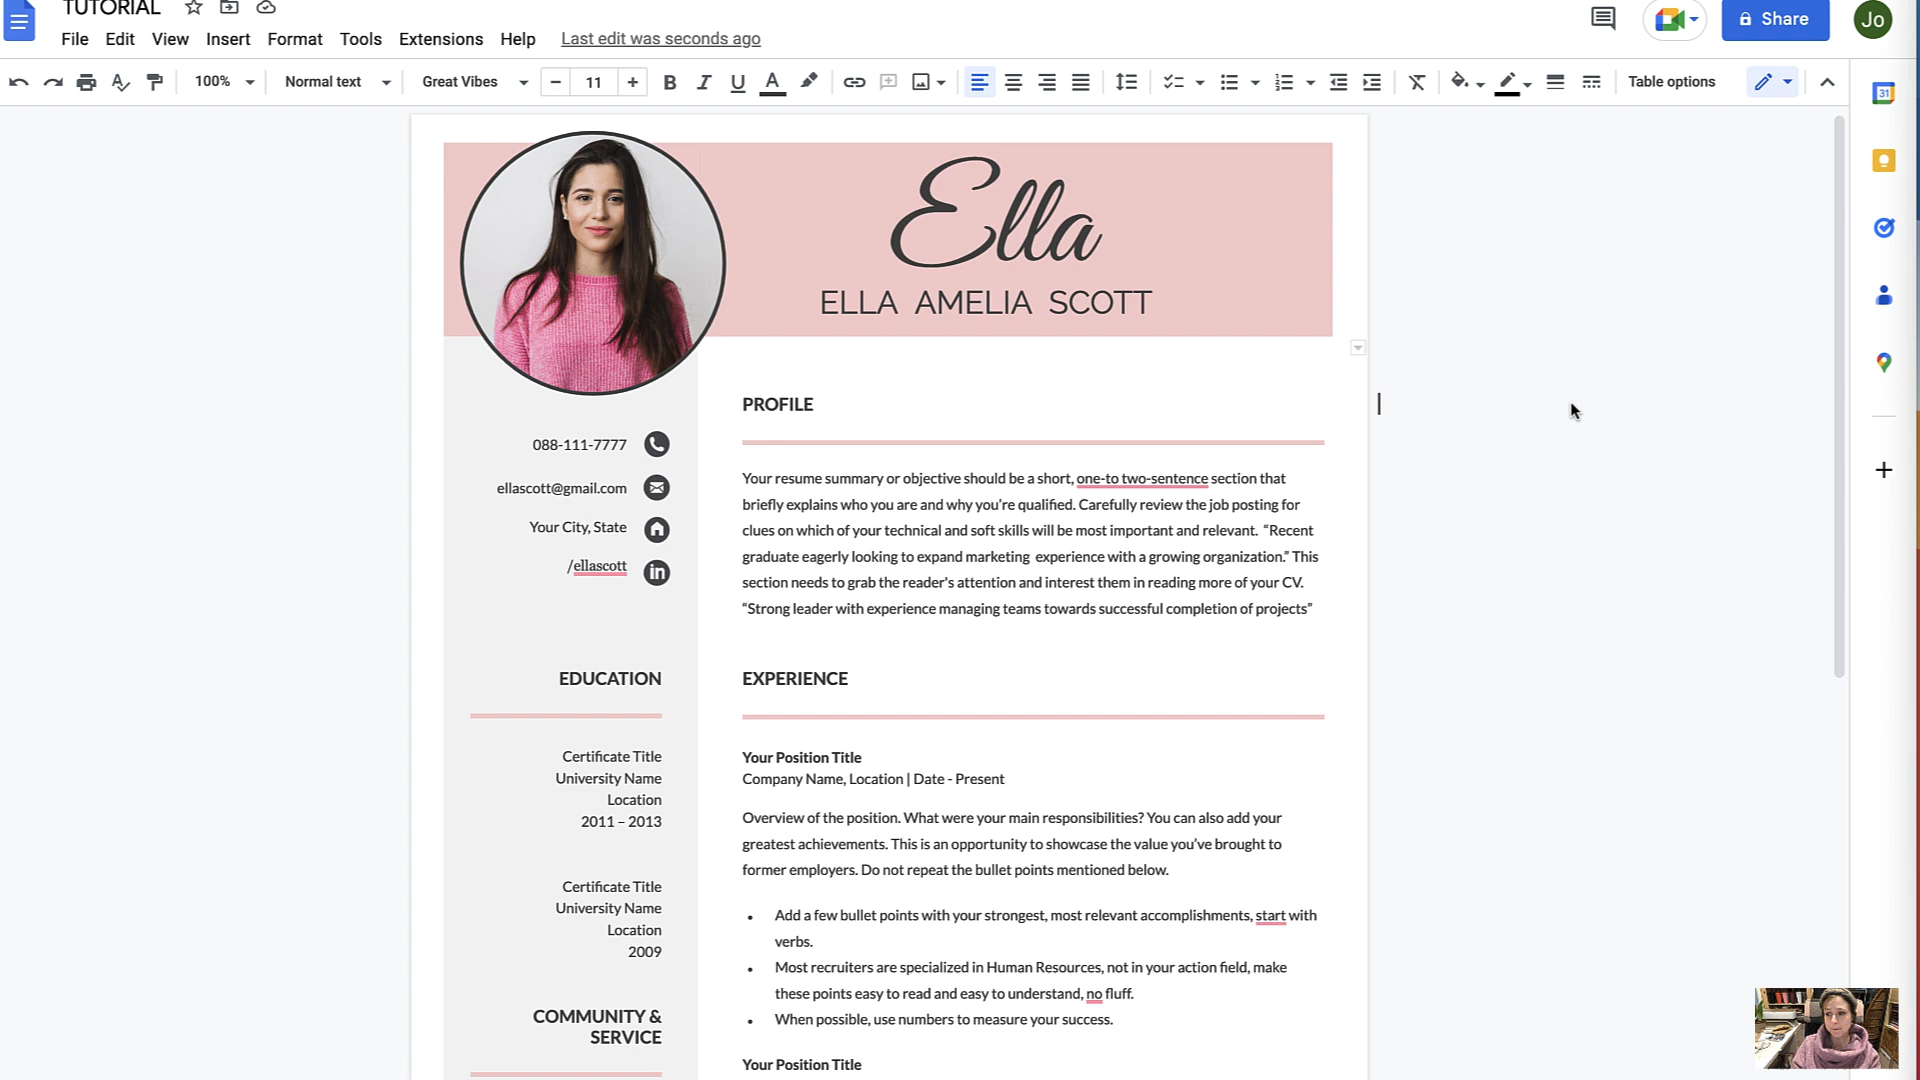 TUTORIAL
File Edit View Insert Format Tools Extensions Help Last edit was seconds ago
Share
Jo
100% Normal text Great Vibes − 11 + B I U A Table options
31
Ella
ELLA AMELIA SCOTT
088-111-7777
ellascott@gmail.com
Your City, State
/ellascott
in
EDUCATION
Certificate Title
University Name
Location
2011 – 2013
Certificate Title
University Name
Location
2009
COMMUNITY &
SERVICE
PROFILE
Your resume summary or objective should be a short, one-to two-sentence section that
briefly explains who you are and why you’re qualified. Carefully review the job posting for
clues on which of your technical and soft skills will be most important and relevant. “Recent
graduate eagerly looking to expand marketing experience with a growing organization.” This
section needs to grab the reader's attention and interest them in reading more of your CV.
“Strong leader with experience managing teams towards successful completion of projects”
EXPERIENCE
Your Position Title
Company Name, Location | Date - Present
Overview of the position. What were your main responsibilities? You can also add your
greatest achievements. This is an opportunity to showcase the value you’ve brought to
former employers. Do not repeat the bullet points mentioned below.
• Add a few bullet points with your strongest, most relevant accomplishments, start with
verbs.
• Most recruiters are specialized in Human Resources, not in your action field, make
these points easy to read and easy to understand, no fluff.
• When possible, use numbers to measure your success.
Your Position Title